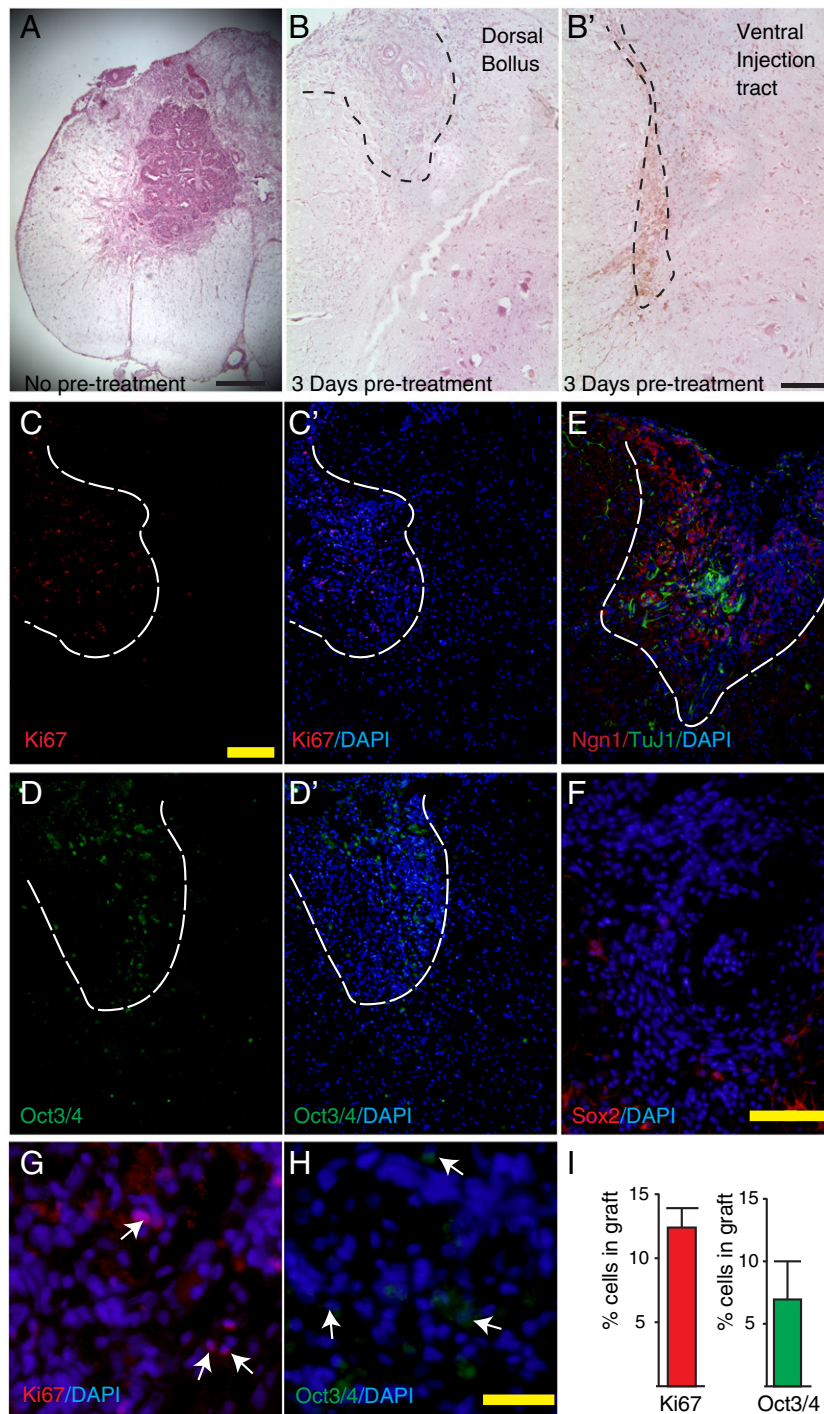 A
No pre-treatment
B
Dorsal
Bollus
3 Days pre-treatment
B'
Ventral
Injection
tract
3 Days pre-treatment
C
Ki67
C'
Ki67/DAPI
E
Ngn1/TuJ1/DAPI
D
Oct3/4
D'
Oct3/4/DAPI
F
Sox2/DAPI
G
Ki67/DAPI
H
Oct3/4/DAPI
I
% cells in graft
15
10
5
Ki67
% cells in graft
15
10
5
Oct3/4